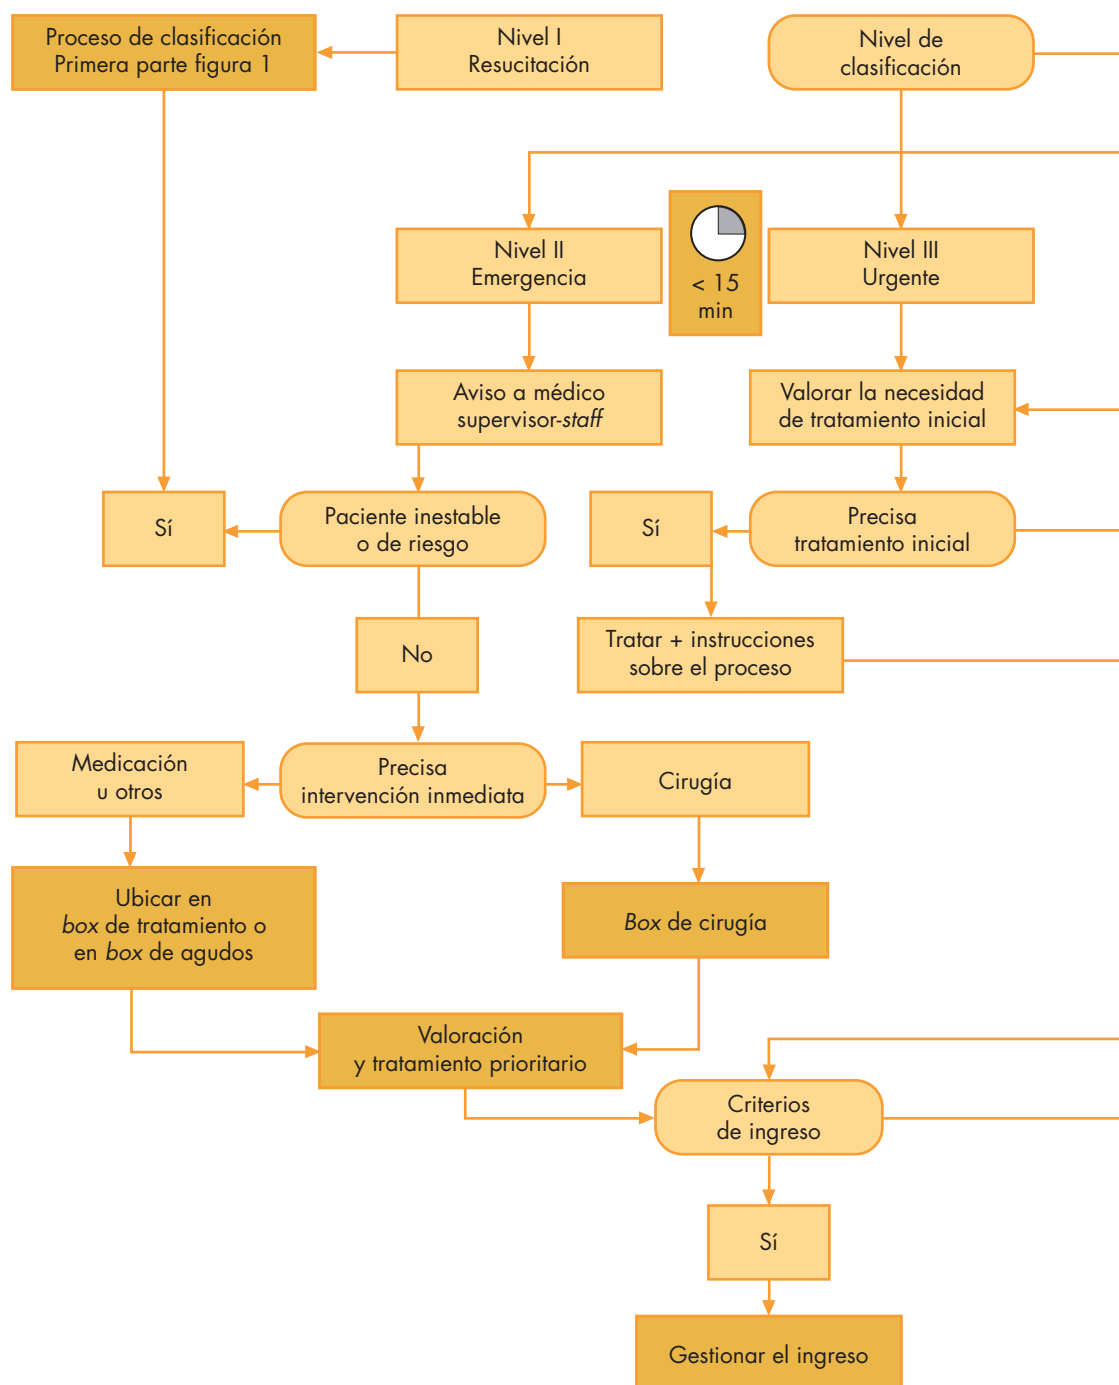 Proceso de clasificación
Primera parte figura 1
Nivel I
Resucitación
Nivel de
clasificación
Nivel II
Emergencia
< 15
min
Nivel III
Urgente
Aviso a médico
supervisor-staff
Valorar la necesidad
de tratamiento inicial
Sí
Paciente inestable
o de riesgo
Sí
Precisa
tratamiento inicial
No
Tratar + instrucciones
sobre el proceso
Medicación
u otros
Precisa
intervención inmediata
Cirugía
Ubicar en
box de tratamiento o
en box de agudos
Box de cirugía
Valoración
y tratamiento prioritario
Criterios
de ingreso
Sí
Gestionar el ingreso